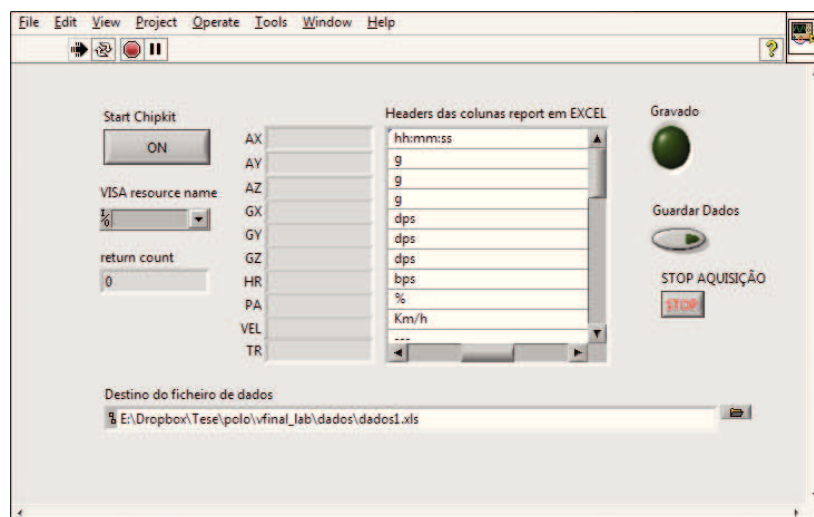 File Edit View Project Operate Tools Window Help
?
Start Chipkit
ON
VISA resource name
I/O
return count
0
AX
AY
AZ
GX
GY
GZ
HR
PA
VEL
TR
Headers das colunas report em EXCEL
hh:mm:ss
g
g
g
dps
dps
dps
bps
%
Km/h
---
Gravado
Guardar Dados
STOP AQUISIÇÃO
STOP
Destino do ficheiro de dados
E:\Dropbox\Tese\polo\vfinal_lab\dados\dados1.xls